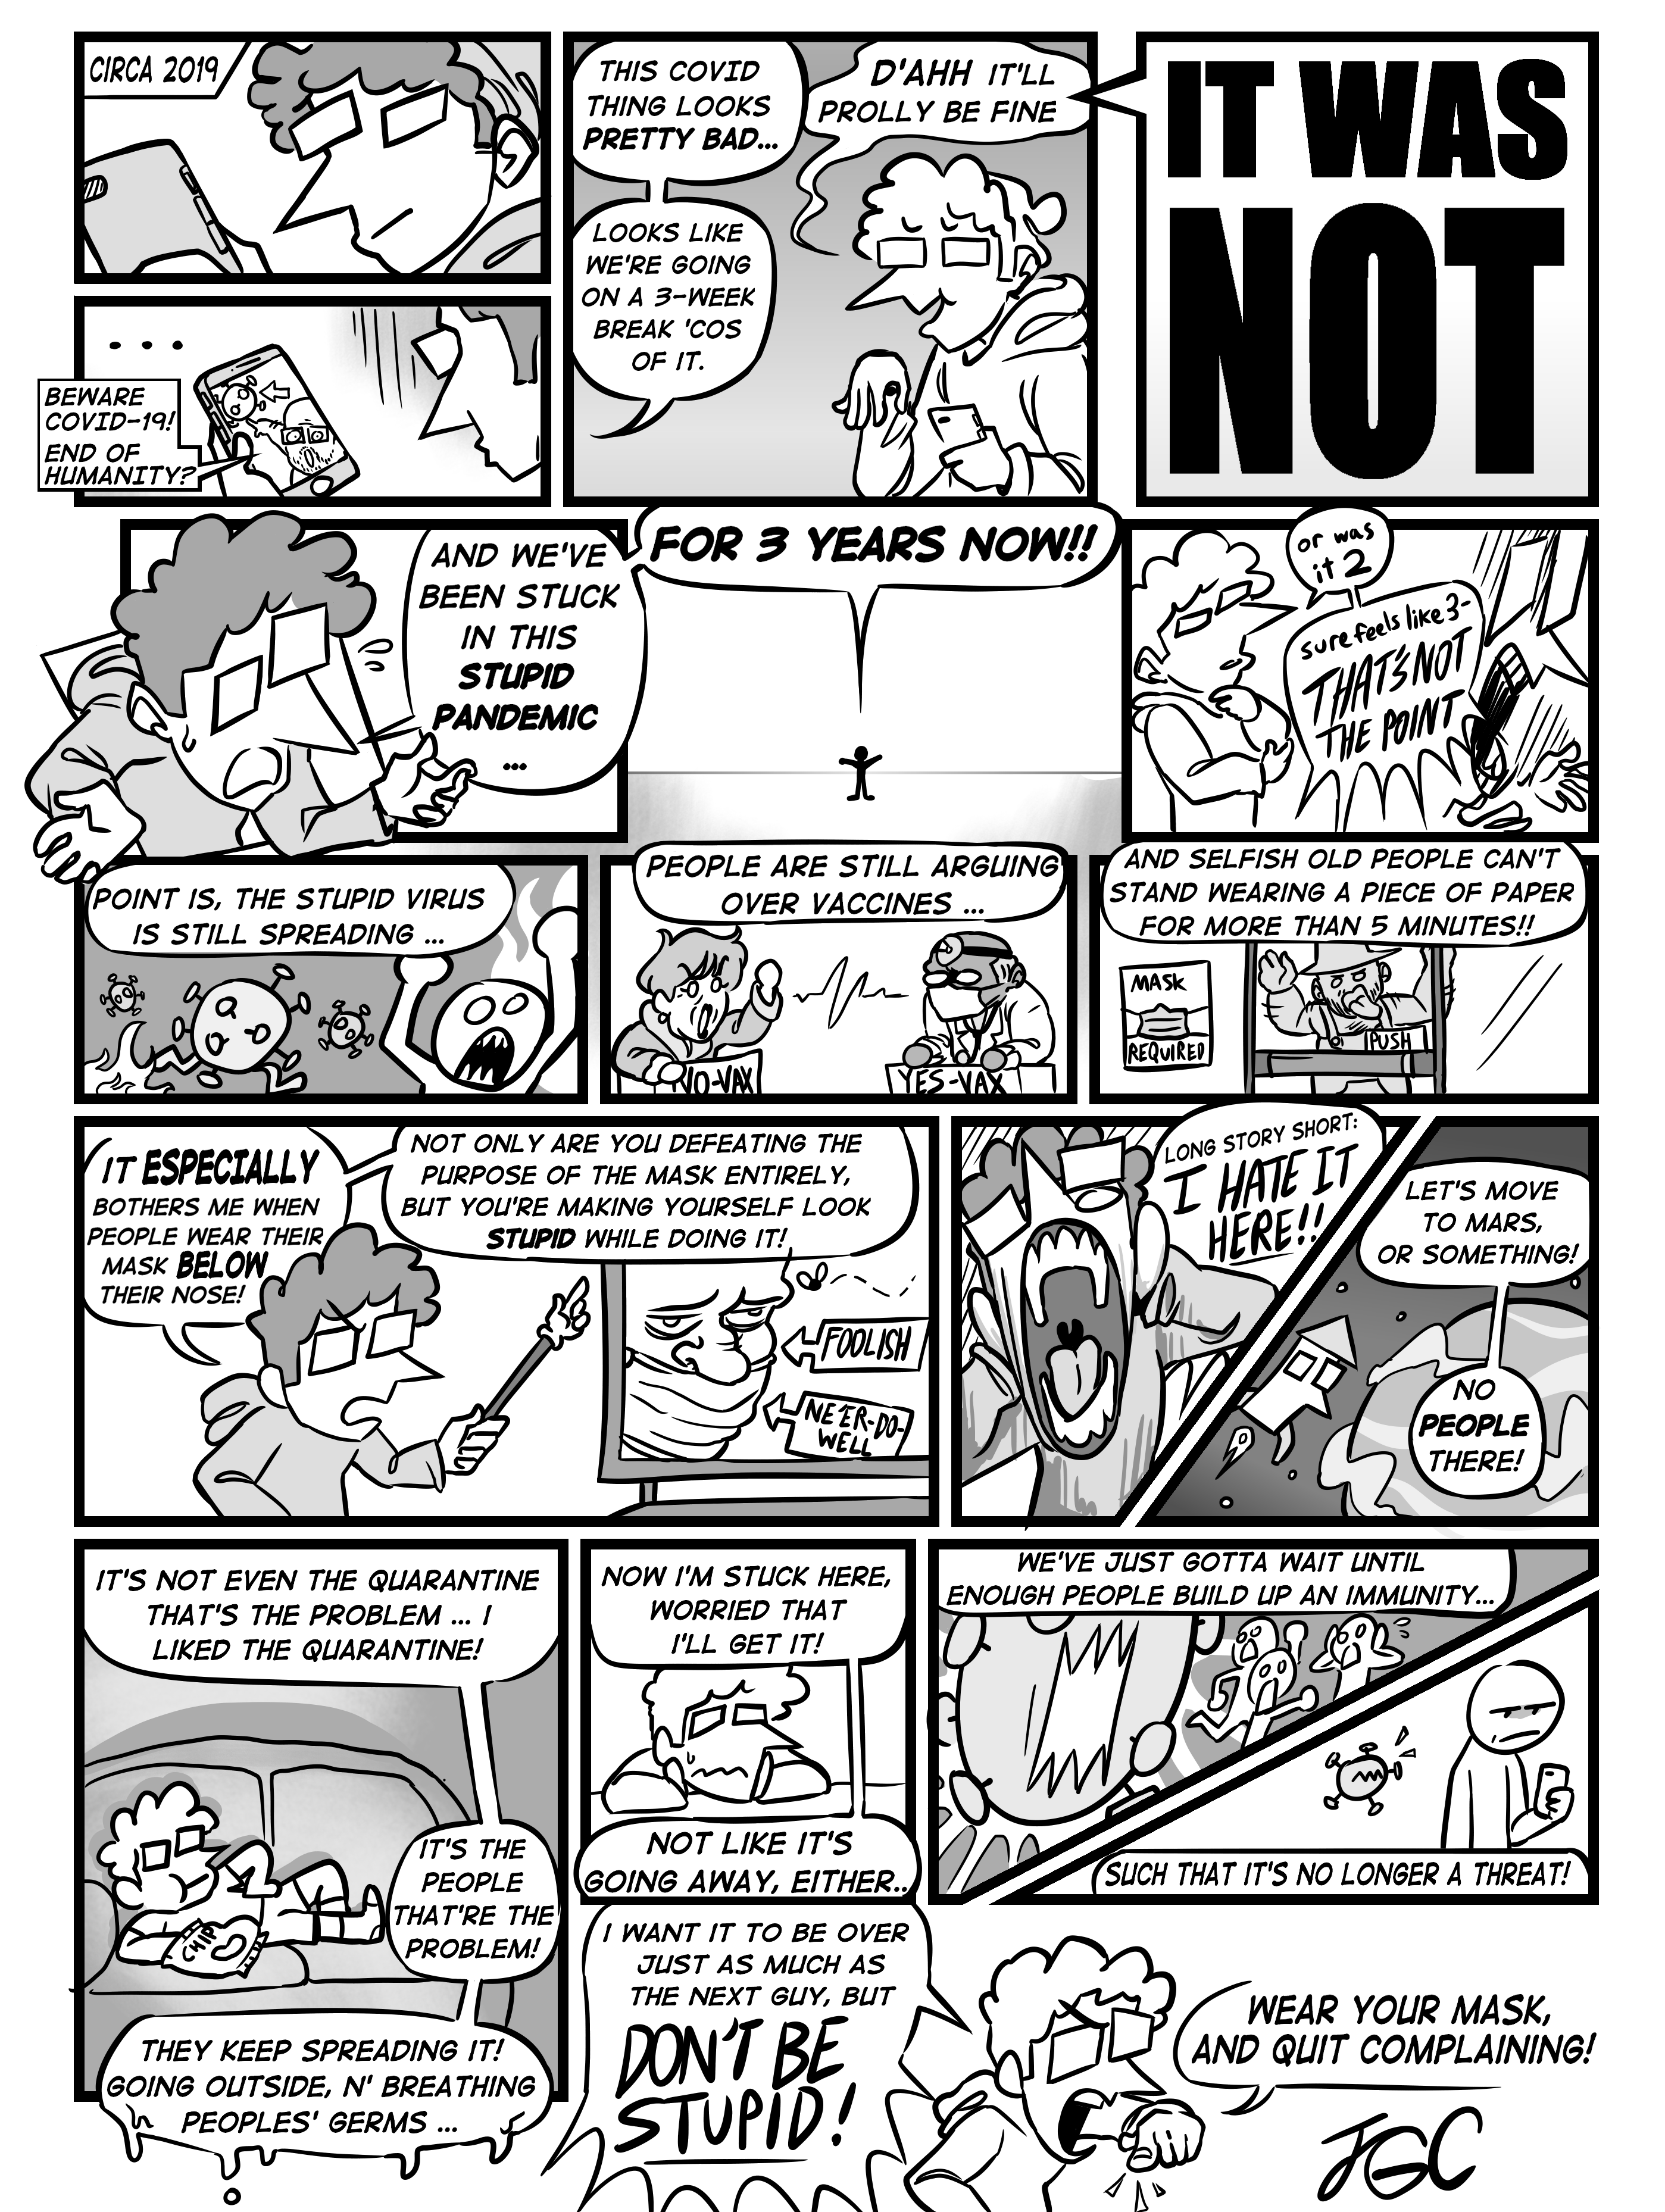 CIRCA 2019
...
BEWARE
COVID-19!
END OF
HUMANITY?
THIS COVID
THING LOOKS
PRETTY BAD...
LOOKS LIKE
WE'RE GOING
ON A 3-WEEK
BREAK 'COS
OF IT.
D'AHH IT'LL
PROLLY BE FINE
IT WAS
NOT
AND WE'VE
BEEN STUCK
IN THIS
STUPID
PANDEMIC
...
FOR 3 YEARS NOW!!
or was
it 2
sure feels like 3-
THAT'S NOT
THE POINT
POINT IS, THE STUPID VIRUS
IS STILL SPREADING ...
PEOPLE ARE STILL ARGUING
OVER VACCINES ...
NO-VAX
YES-VAX
AND SELFISH OLD PEOPLE CAN'T
STAND WEARING A PIECE OF PAPER
FOR MORE THAN 5 MINUTES!!
MASK
REQUIRED
PUSH
IT ESPECIALLY
BOTHERS ME WHEN
PEOPLE WEAR THEIR
MASK BELOW
THEIR NOSE!
NOT ONLY ARE YOU DEFEATING THE
PURPOSE OF THE MASK ENTIRELY,
BUT YOU'RE MAKING YOURSELF LOOK
STUPID WHILE DOING IT!
FOOLISH
NE'ER-DO-
WELL
LONG STORY SHORT:
I HATE IT
HERE!!
LET'S MOVE
TO MARS,
OR SOMETHING!
NO
PEOPLE
THERE!
IT'S NOT EVEN THE QUARANTINE
THAT'S THE PROBLEM ... I
LIKED THE QUARANTINE!
CHIP
IT'S THE
PEOPLE
THAT'RE THE
PROBLEM!
THEY KEEP SPREADING IT!
GOING OUTSIDE, N' BREATHING
PEOPLES' GERMS ...
NOW I'M STUCK HERE,
WORRIED THAT
I'LL GET IT!
NOT LIKE IT'S
GOING AWAY, EITHER..
WE'VE JUST GOTTA WAIT UNTIL
ENOUGH PEOPLE BUILD UP AN IMMUNITY...
SUCH THAT IT'S NO LONGER A THREAT!
I WANT IT TO BE OVER
JUST AS MUCH AS
THE NEXT GUY, BUT
DON'T BE
STUPID!
WEAR YOUR MASK,
AND QUIT COMPLAINING!
JGC